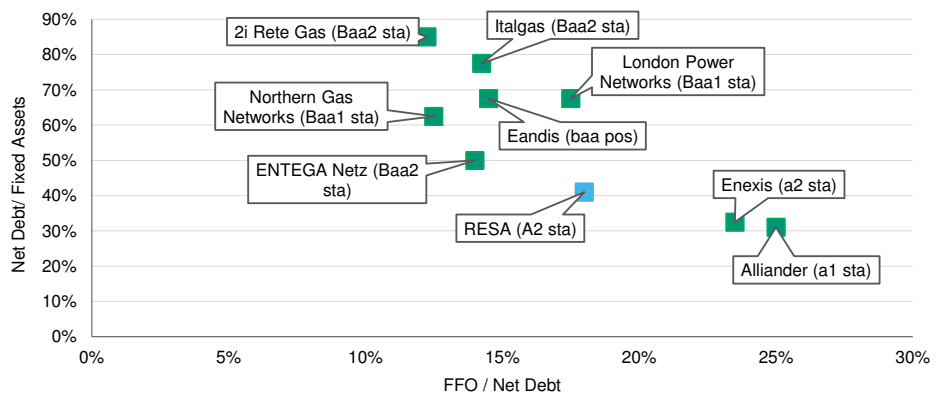 90%
80%
70%
60%
50%
40%
30%
20%
10%
0%
Net Debt/ Fixed Assets
2i Rete Gas (Baa2 sta)
Italgas (Baa2 sta)
London Power
Networks (Baa1 sta)
Northern Gas
Networks (Baa1 sta)
Eandis (baa pos)
ENTEGA Netz (Baa2
sta)
Enexis (a2 sta)
RESA (A2 sta)
Alliander (a1 sta)
0%
5%
10%
15%
20%
25%
30%
FFO / Net Debt